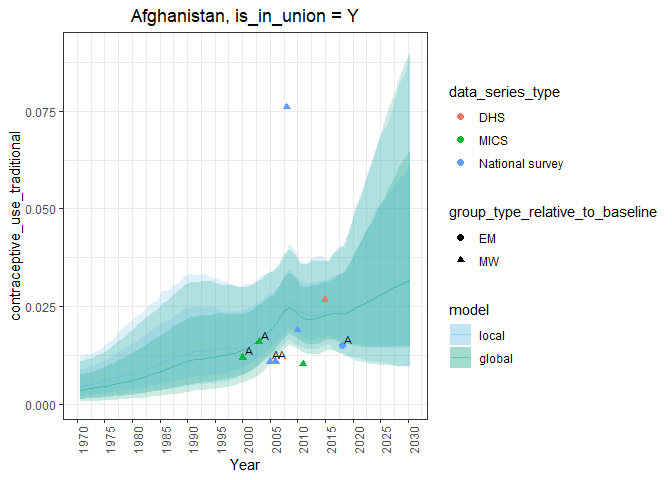 Afghanistan, is_in_union = Y
contraceptive_use_traditional
0.075
0.050
0.025
0.000
A
A
A
A
A
1970
1975
1980
1985
1990
1995
2000
2005
2010
2015
2020
2025
2030
Year
data_series_type
DHS
MICS
National survey
group_type_relative_to_baseline
EM
MW
model
local
global